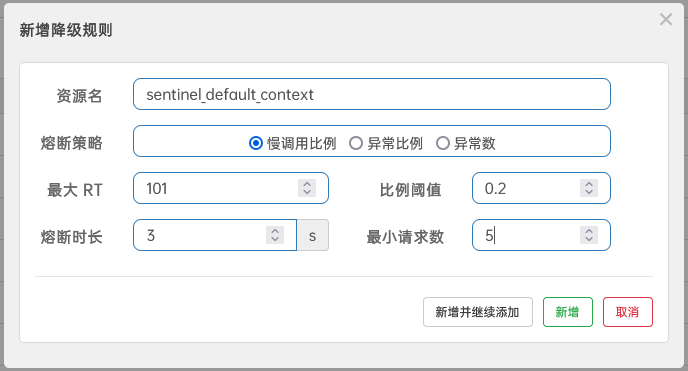 新增降级规则
资源名 sentinel_default_context
熔断策略 慢调用比例 异常比例 异常数
最大 RT 101 比例阈值 0.2
熔断时长 3 s 最小请求数 5
新增并继续添加 新增 取消